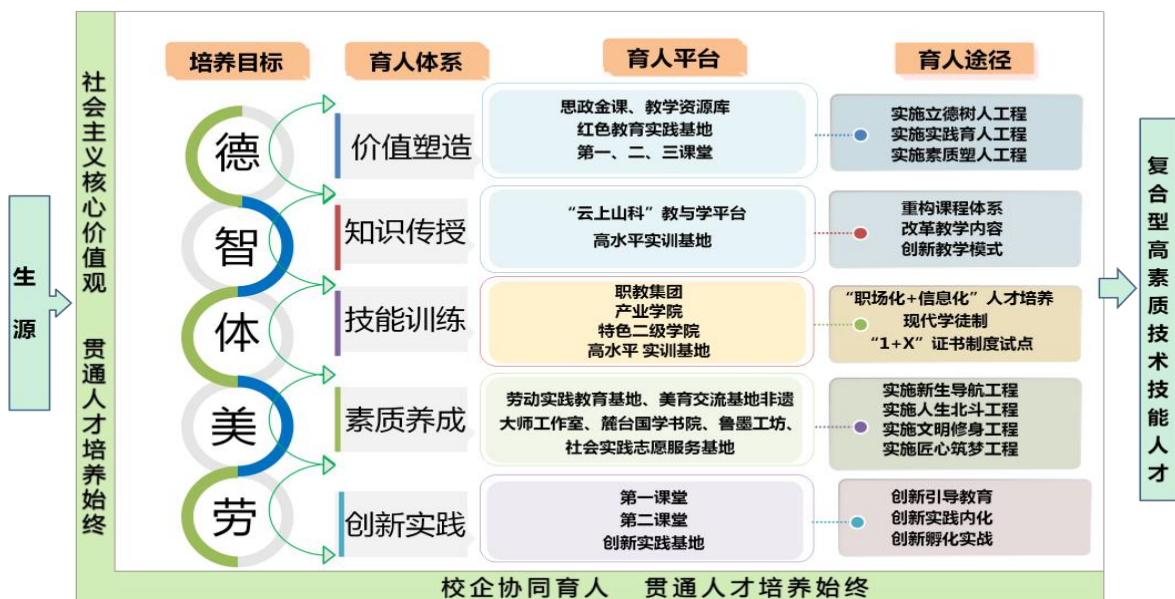 培养目标
育人体系
育人平台
育人途径
生源
社会主义核心价值观 贯通人才培养始终
德
价值塑造
思政金课、教学资源库
红色教育实践基地
第一、二、三课堂
实施立德树人工程
实施实践育人工程
实施素质塑人工程
智
知识传授
“云上山科”教与学平台
高水平实训基地
重构课程体系
改革教学内容
创新教学模式
体
技能训练
职教集团
产业学院
特色二级学院
高水平 实训基地
“职场化+信息化”人才培养
现代学徒制
“1+X”证书制度试点
美
素质养成
劳动实践教育基地、美育交流基地非遗
大师工作室、麓台国学书院、鲁墨工坊、
社会实践志愿服务基地
实施新生导航工程
实施人生北斗工程
实施文明修身工程
实施匠心筑梦工程
劳
创新实践
第一课堂
第二课堂
创新实践基地
创新引导教育
创新实践内化
创新孵化实战
复合型高素质技术技能人才
校企协同育人 贯通人才培养始终